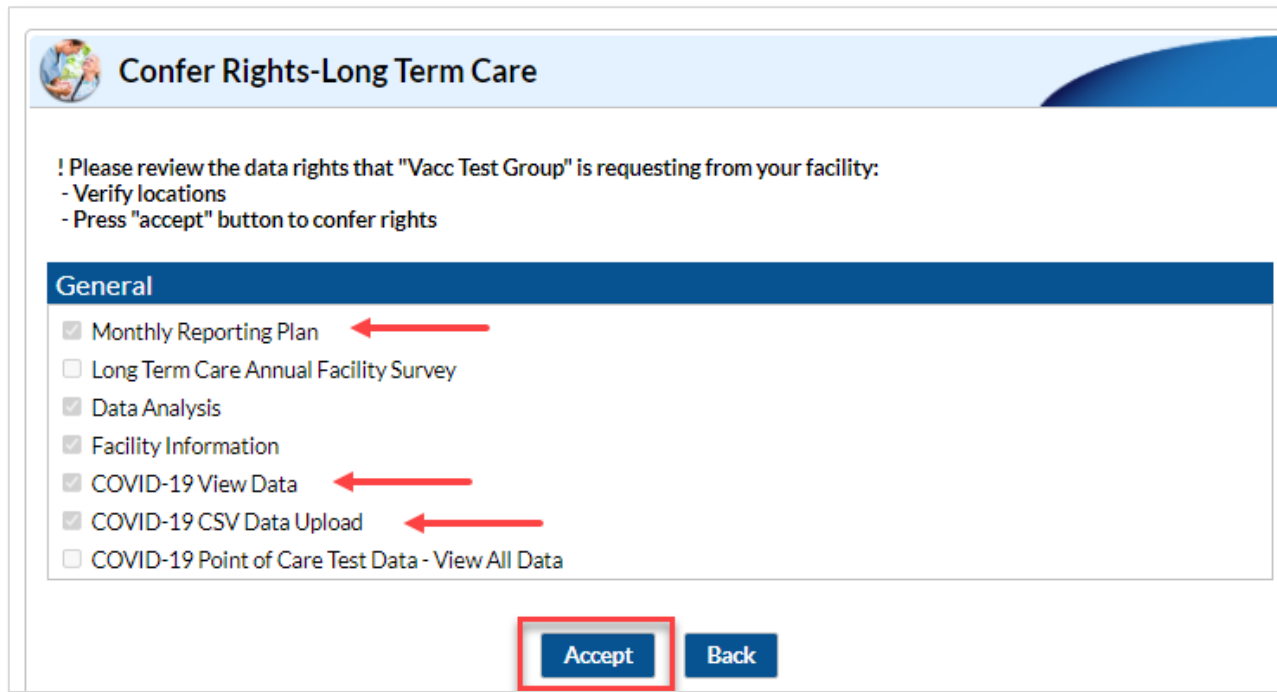 Confer Rights-Long Term Care
! Please review the data rights that "Vacc Test Group" is requesting from your facility:
- Verify locations
- Press "accept" button to confer rights
General
Monthly Reporting Plan
Long Term Care Annual Facility Survey
Data Analysis
Facility Information
COVID-19 View Data
COVID-19 CSV Data Upload
COVID-19 Point of Care Test Data - View All Data
Accept Back